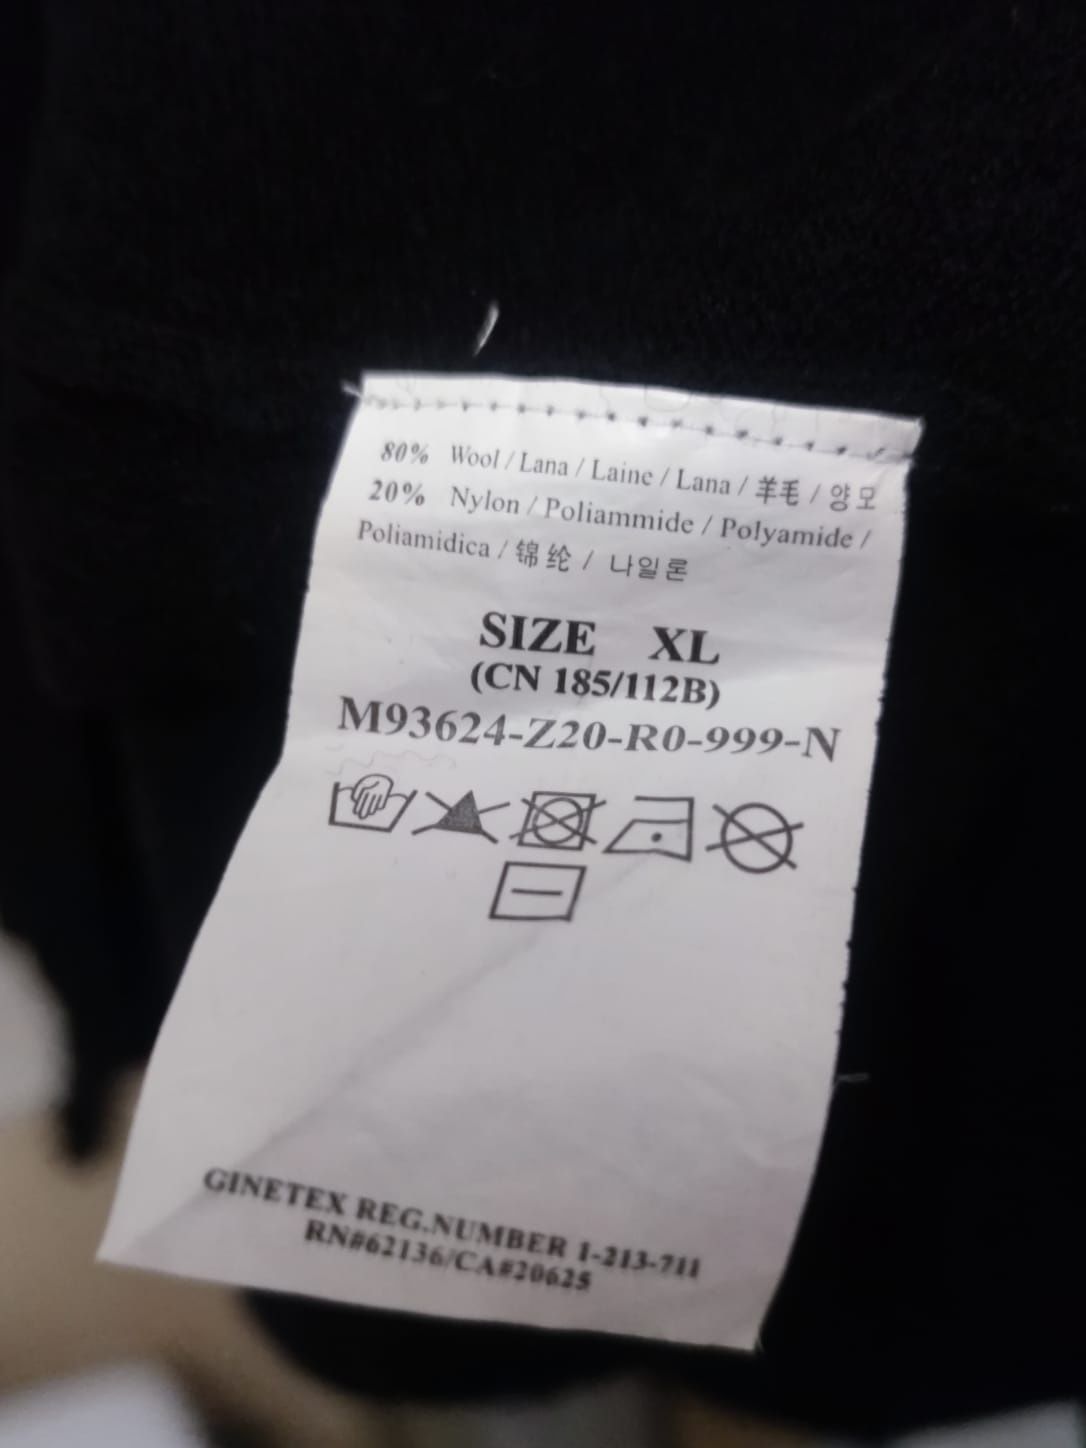 80% Wool / Lana / Laine / Lana / 羊毛 / 양모
20% Nylon / Poliammide / Polyamide /
Poliamidica / 锦纶 / 나일론
SIZE XL
(CN 185/112B)
M93624-Z20-R0-999-N
GINETEX REG.NUMBER 1-213-711
RN#62136/CA#20625